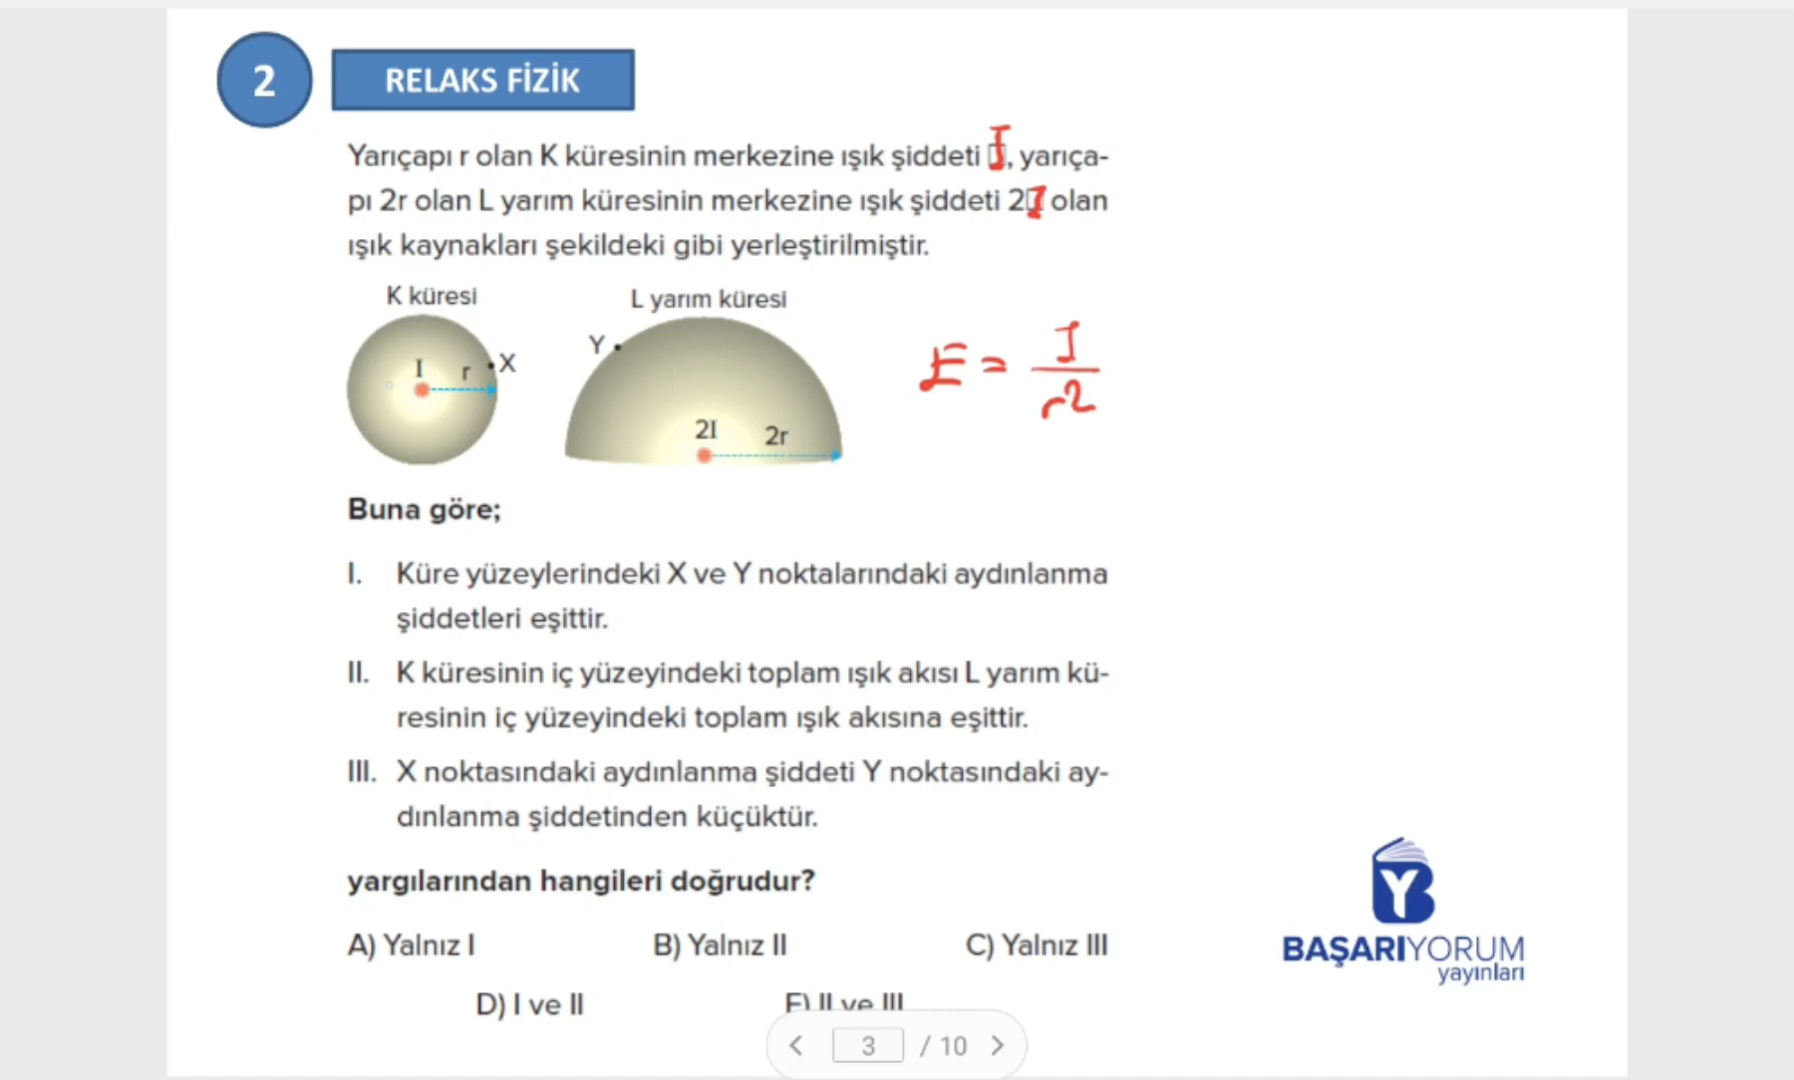 2
RELAKS FİZİK
Yarıçapı r olan K küresinin merkezine ışık şiddeti I, yarıça-
pı 2r olan L yarım küresinin merkezine ışık şiddeti 2I olan
ışık kaynakları şekildeki gibi yerleştirilmiştir.
K küresi
L yarım küresi
I r X
Y
2I 2r
E = I / r²
Buna göre;
I. Küre yüzeylerindeki X ve Y noktalarındaki aydınlanma
şiddetleri eşittir.
II. K küresinin iç yüzeyindeki toplam ışık akısı L yarım kü-
resinin iç yüzeyindeki toplam ışık akısına eşittir.
III. X noktasındaki aydınlanma şiddeti Y noktasındaki ay-
dınlanma şiddetinden küçüktür.
yargılarından hangileri doğrudur?
A) Yalnız I B) Yalnız II C) Yalnız III
D) I ve II E) II ve III
BAŞARIYORUM
yayınları
< 3 / 10 >